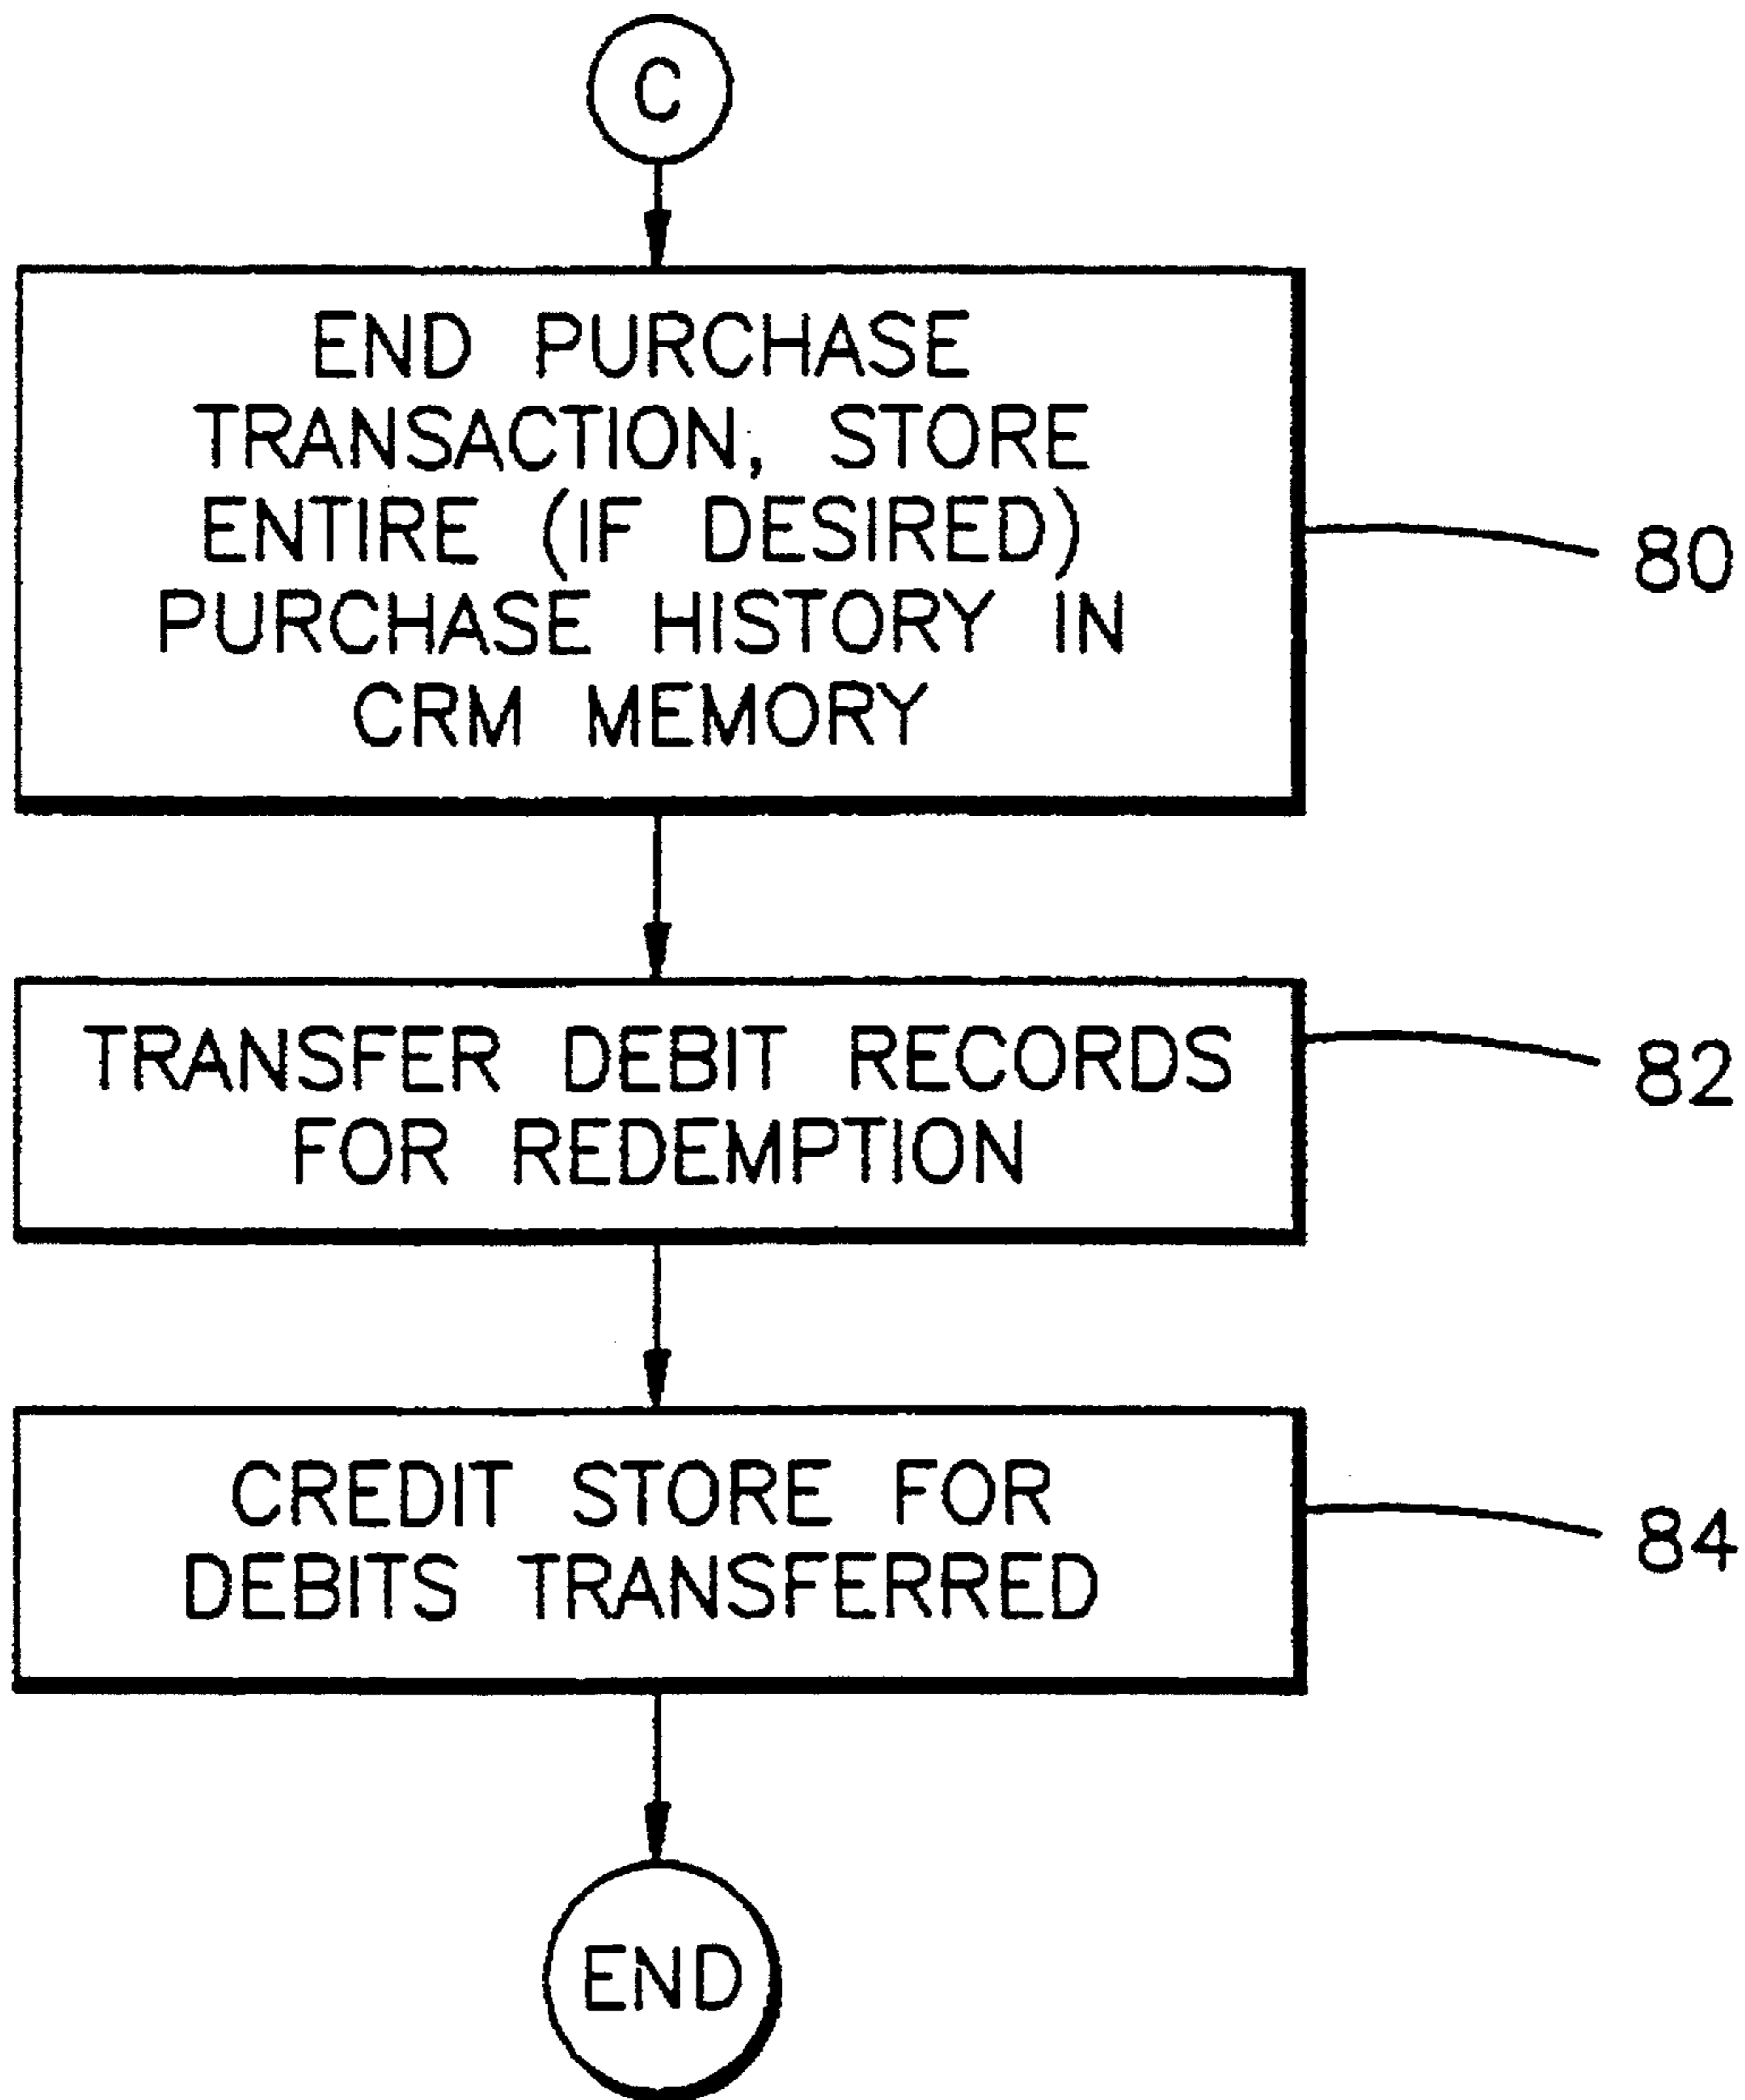 C
END PURCHASE
TRANSACTION, STORE
ENTIRE (IF DESIRED)
PURCHASE HISTORY IN
CRM MEMORY
80
TRANSFER DEBIT RECORDS
FOR REDEMPTION
82
CREDIT STORE FOR
DEBITS TRANSFERRED
84
END